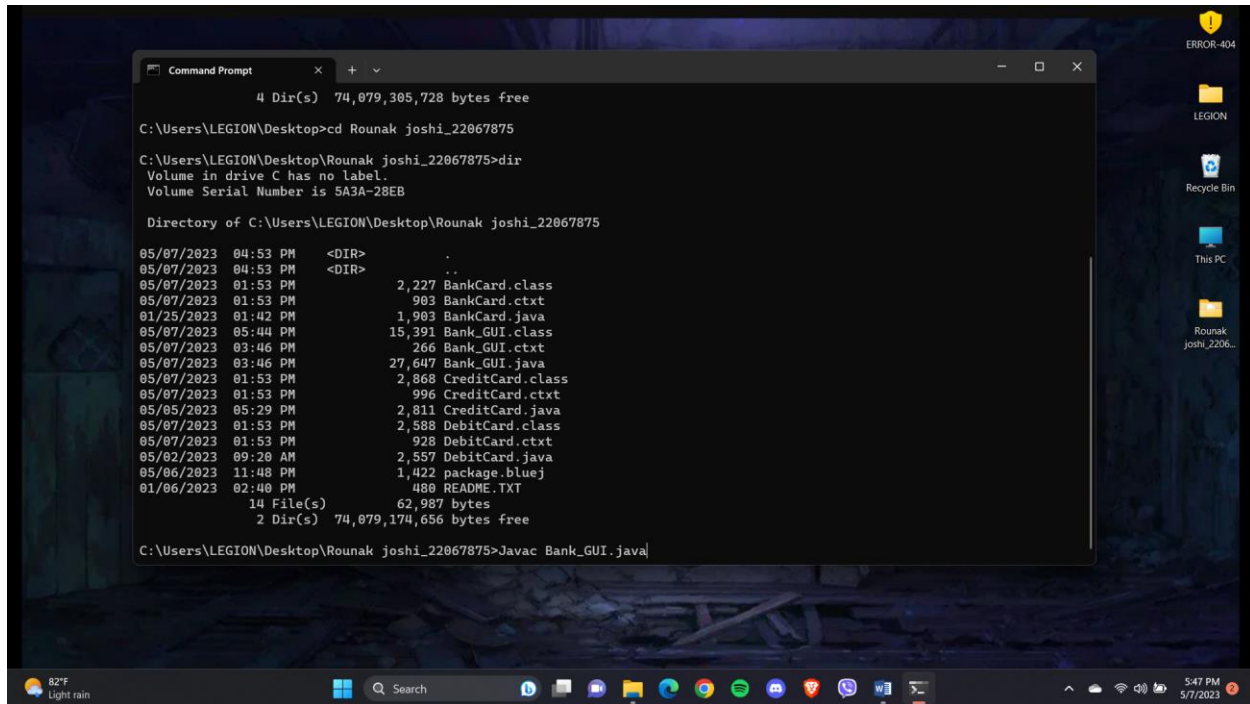 Command Prompt
4 Dir(s) 74,079,305,728 bytes free
C:\Users\LEGION\Desktop>cd Rounak joshi_22067875
C:\Users\LEGION\Desktop\Rounak joshi_22067875>dir
Volume in drive C has no label.
Volume Serial Number is 5A3A-28EB
Directory of C:\Users\LEGION\Desktop\Rounak joshi_22067875
05/07/2023 04:53 PM <DIR> .
05/07/2023 04:53 PM <DIR> ..
05/07/2023 01:53 PM 2,227 BankCard.class
05/07/2023 01:53 PM 903 BankCard.ctxt
01/25/2023 01:42 PM 1,903 BankCard.java
05/07/2023 05:44 PM 15,391 Bank_GUI.class
05/07/2023 03:46 PM 266 Bank_GUI.ctxt
05/07/2023 03:46 PM 27,647 Bank_GUI.java
05/07/2023 01:53 PM 2,868 CreditCard.class
05/07/2023 01:53 PM 996 CreditCard.ctxt
05/05/2023 05:29 PM 2,811 CreditCard.java
05/07/2023 01:53 PM 2,588 DebitCard.class
05/07/2023 01:53 PM 928 DebitCard.ctxt
05/02/2023 09:20 AM 2,557 DebitCard.java
05/06/2023 11:48 PM 1,422 package.bluej
01/06/2023 02:40 PM 480 README.TXT
14 File(s) 62,987 bytes
2 Dir(s) 74,079,174,656 bytes free
C:\Users\LEGION\Desktop\Rounak joshi_22067875>Javac Bank_GUI.java
ERROR-404
LEGION
Recycle Bin
This PC
Rounak
joshi_2206...
82°F
Light rain
Search
5:47 PM
5/7/2023
2